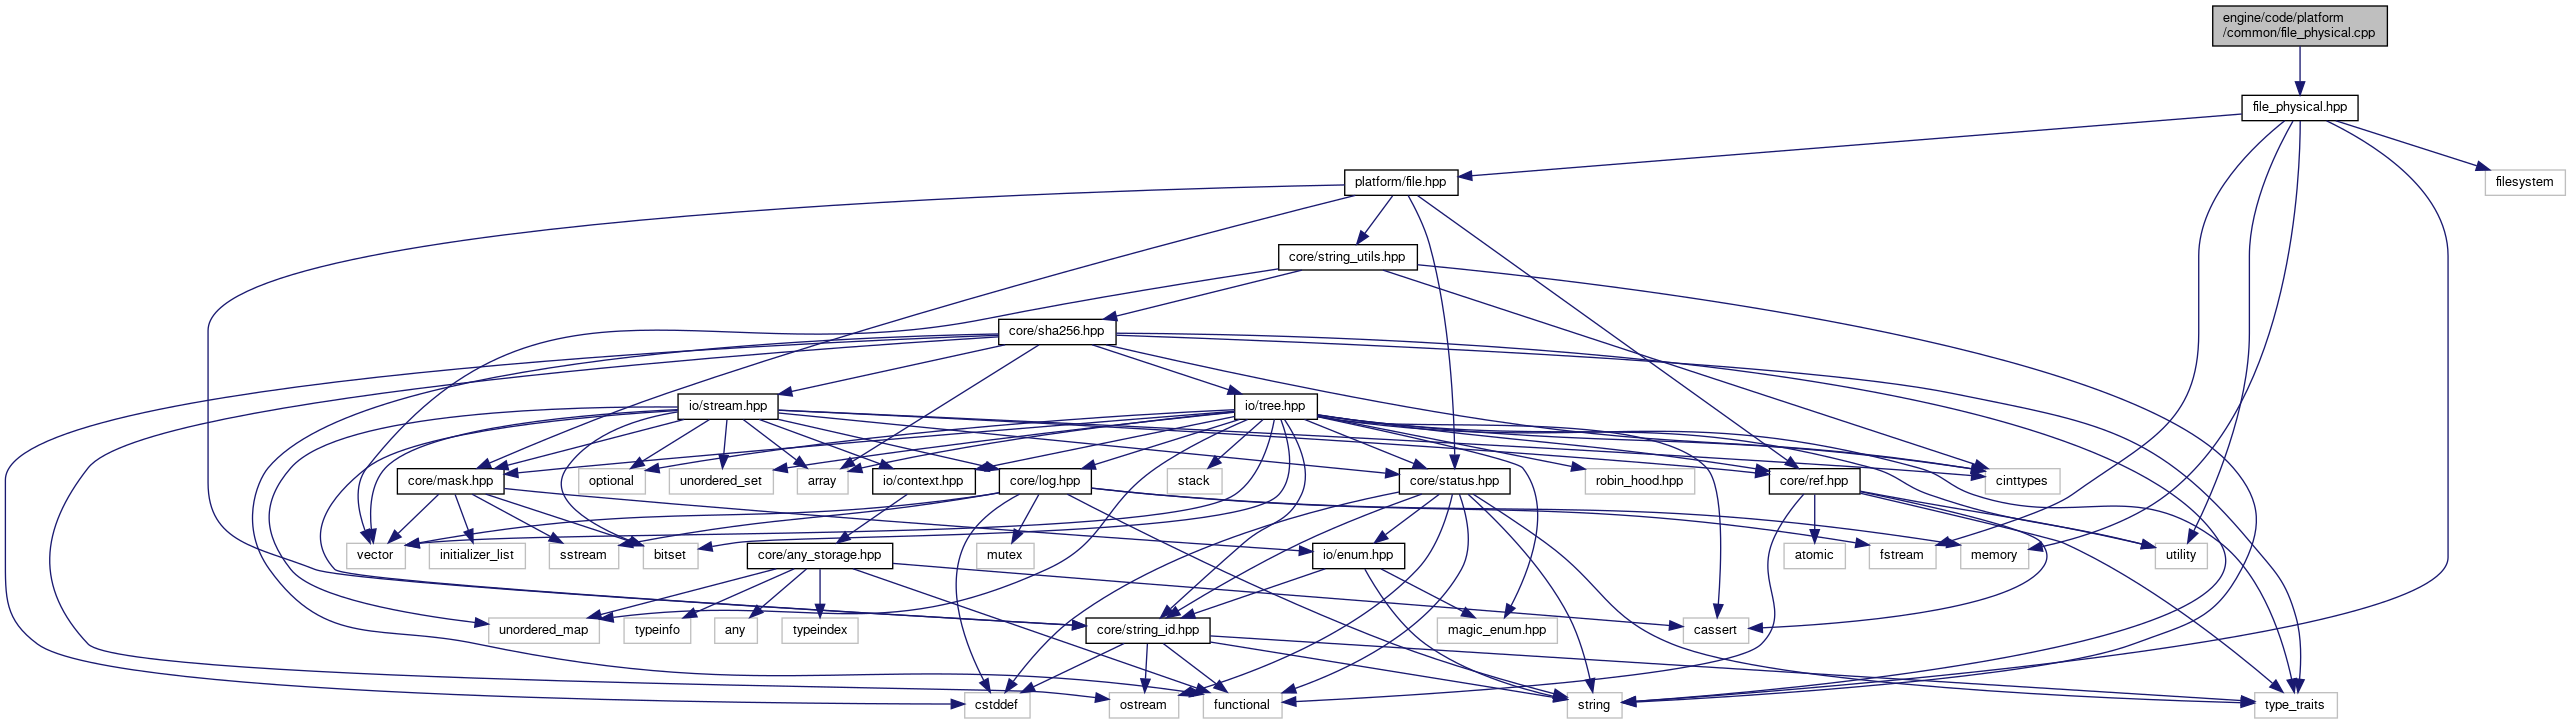 engine/code/platform
/common/file_physical.cpp
file_physical.hpp
platform/file.hpp
filesystem
core/string_utils.hpp
core/sha256.hpp
io/stream.hpp
io/tree.hpp
core/mask.hpp
optional
unordered_set
array
io/context.hpp
core/log.hpp
stack
core/status.hpp
robin_hood.hpp
core/ref.hpp
cinttypes
vector
initializer_list
sstream
bitset
core/any_storage.hpp
mutex
io/enum.hpp
atomic
fstream
memory
utility
unordered_map
typeinfo
any
typeindex
core/string_id.hpp
magic_enum.hpp
cassert
cstddef
ostream
functional
string
type_traits